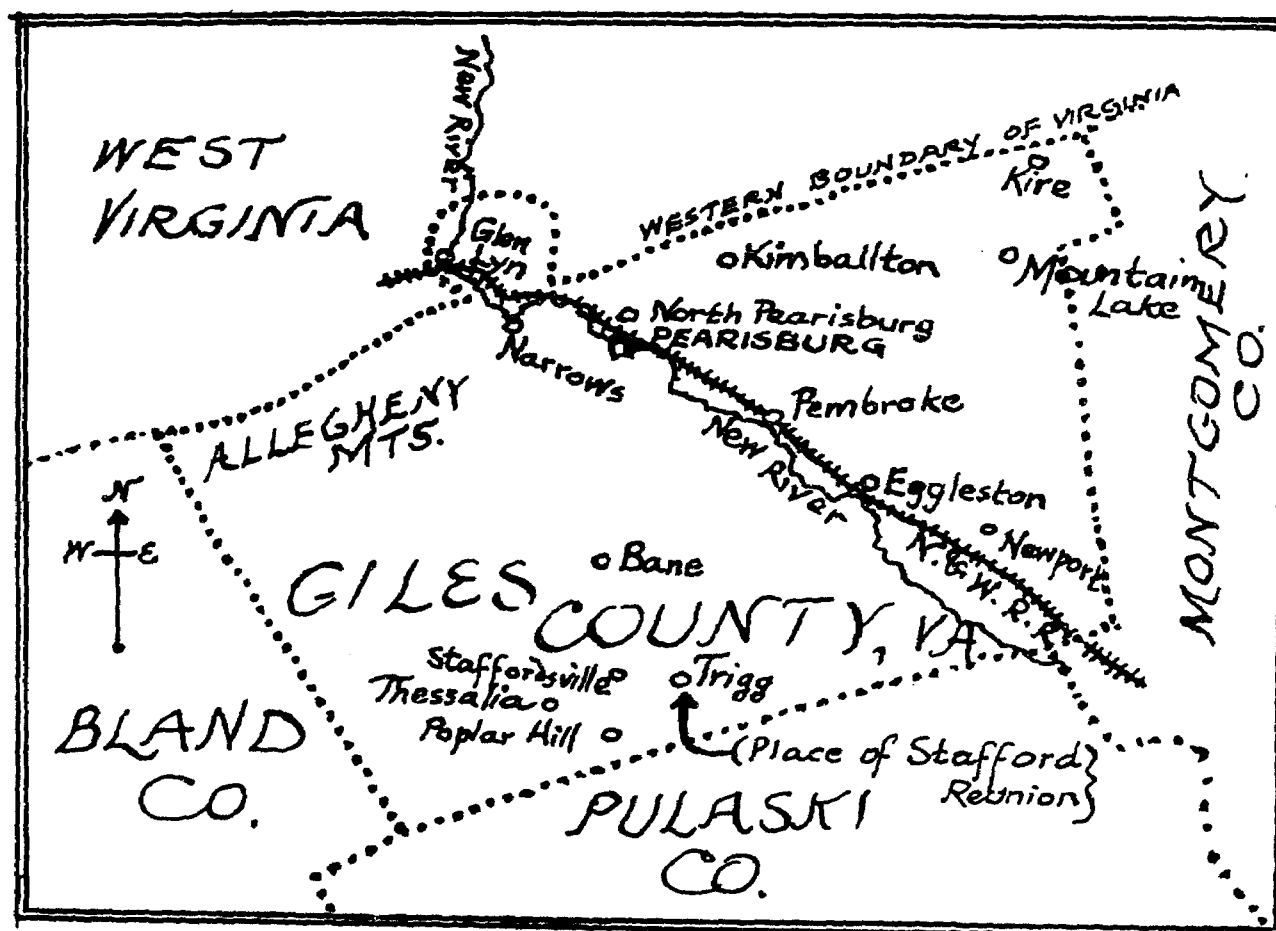 New River
WEST
VIRGINIA
WESTERN BOUNDARY OF VIRGINIA
Kire
Glen
Lyn
Kimballton
Mountain
Lake
MONTGOMERY
CO.
North Pearisburg
PEARISBURG
Narrows
ALLEGHENY
MTS.
Pembroke
New River
Eggleston
N
W E
Newport
N. & W. R. R.
Bane
GILES
COUNTY, VA
Staffordsville
Trigg
Thessalia
Poplar Hill
BLAND
CO.
(Place of Stafford
Reunion)
PULASKI
CO.